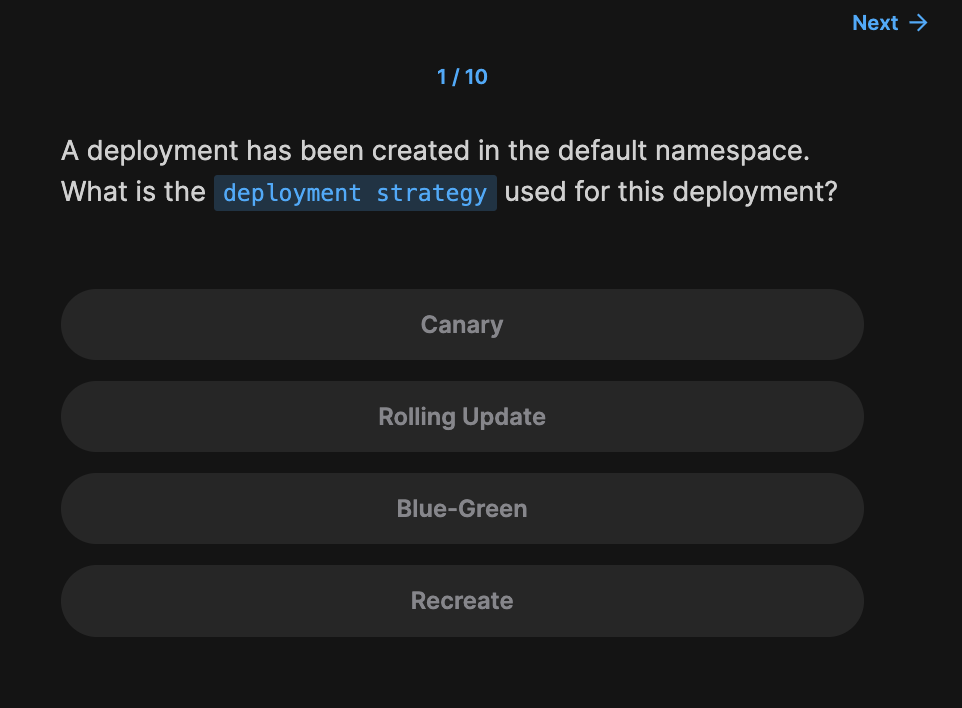 Next →
1 / 10
A deployment has been created in the default namespace.
What is the deployment strategy used for this deployment?
Canary
Rolling Update
Blue-Green
Recreate